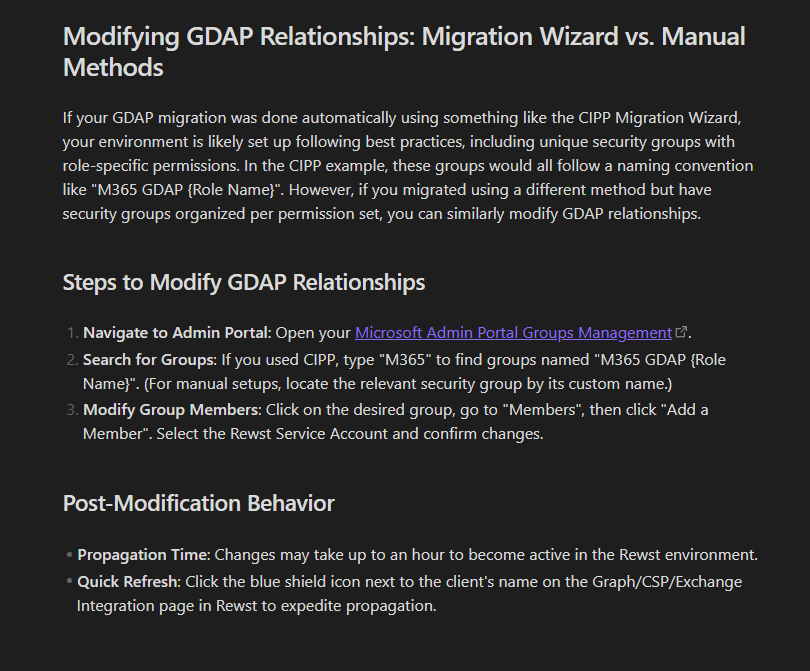 Modifying GDAP Relationships: Migration Wizard vs. Manual
Methods
If your GDAP migration was done automatically using something like the CIPP Migration Wizard,
your environment is likely set up following best practices, including unique security groups with
role-specific permissions. In the CIPP example, these groups would all follow a naming convention
like "M365 GDAP {Role Name}". However, if you migrated using a different method but have
security groups organized per permission set, you can similarly modify GDAP relationships.
Steps to Modify GDAP Relationships
1. Navigate to Admin Portal: Open your Microsoft Admin Portal Groups Management.
2. Search for Groups: If you used CIPP, type "M365" to find groups named "M365 GDAP {Role
Name}". (For manual setups, locate the relevant security group by its custom name.)
3. Modify Group Members: Click on the desired group, go to "Members", then click "Add a
Member". Select the Rewst Service Account and confirm changes.
Post-Modification Behavior
• Propagation Time: Changes may take up to an hour to become active in the Rewst environment.
• Quick Refresh: Click the blue shield icon next to the client's name on the Graph/CSP/Exchange
Integration page in Rewst to expedite propagation.